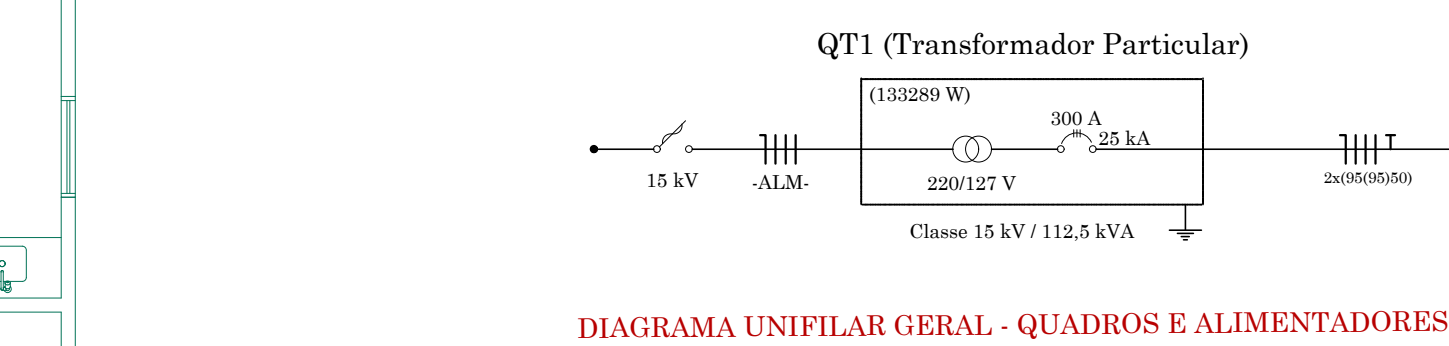 QT1 (Transformador Particular)
(133289 W)
300 A
25 kA
15 kV
-ALM-
220/127 V
2x(95(95)50)
Classe 15 kV / 112,5 kVA
DIAGRAMA UNIFILAR GERAL - QUADROS E ALIMENTADORES